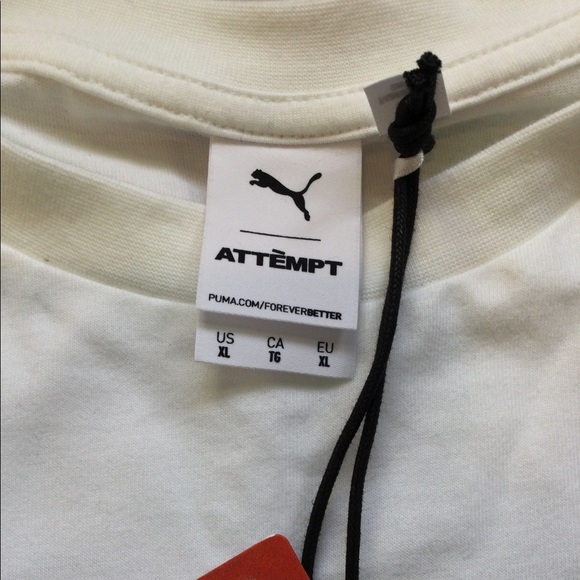 ATTÈMPT
PUMA.COM/FOREVERBETTER
US CA EU
XL TG XL